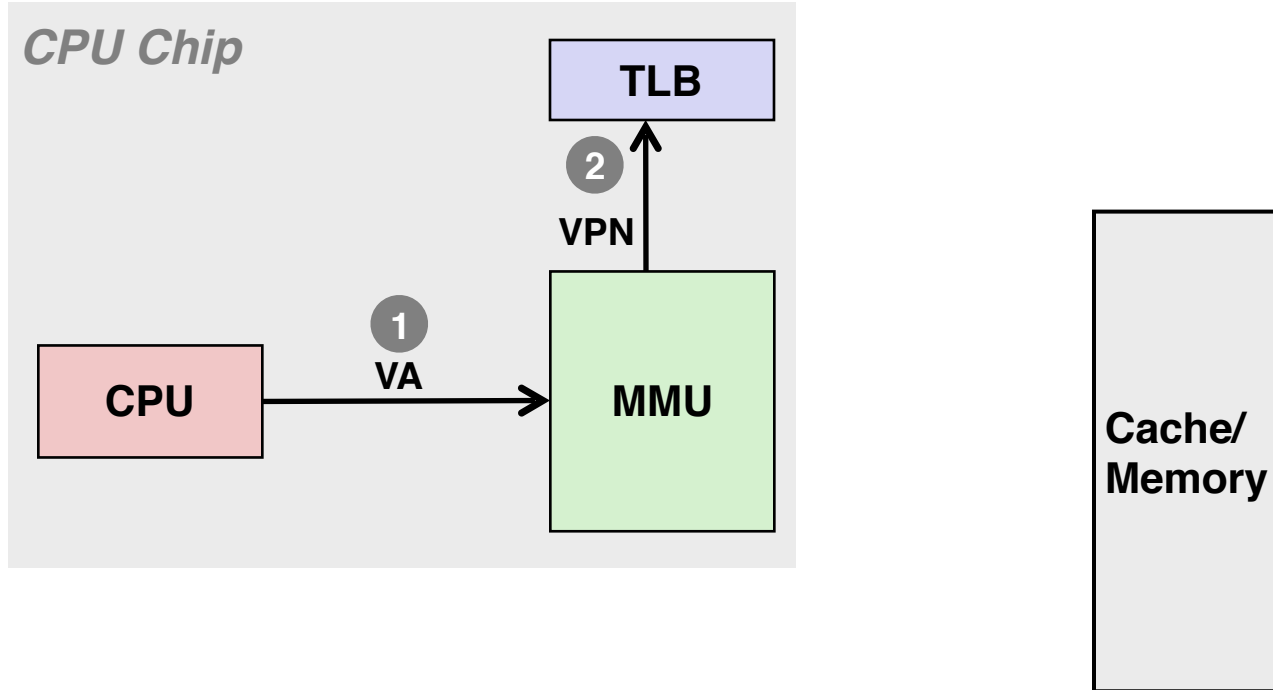 CPU Chip
TLB
2
VPN
1
VA
CPU
MMU
Cache/
Memory